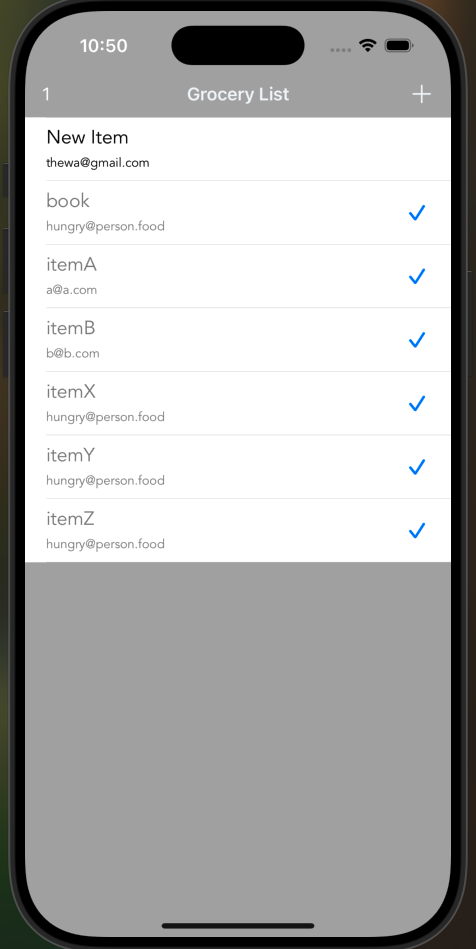 10:50
1 Grocery List +
New Item
thewa@gmail.com
book
hungry@person.food
itemA
a@a.com
itemB
b@b.com
itemX
hungry@person.food
itemY
hungry@person.food
itemZ
hungry@person.food